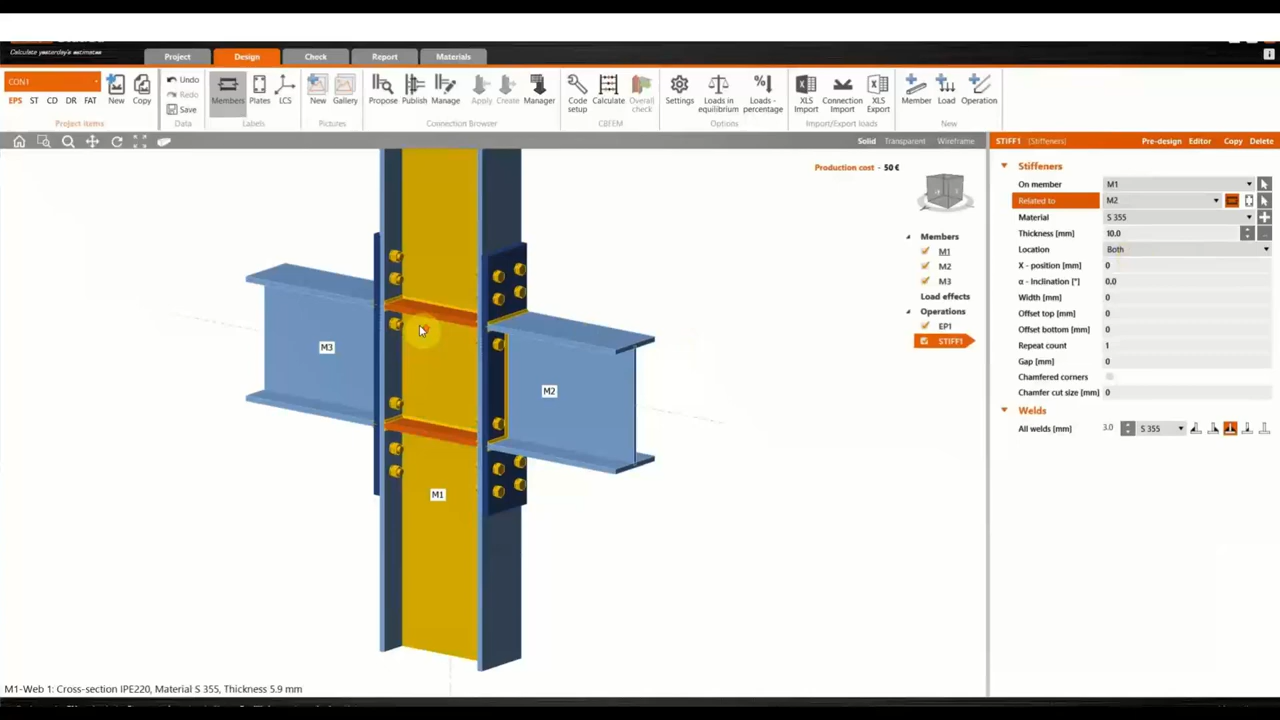 Calculate yesterday's estimates
Project Design Check Report Materials
CON1
EPS ST CD DR FAT
New Copy
Undo
Redo
Save
Members Plates LCS
New Gallery
Propose Publish Manage Apply Create Manager
Code setup Calculate Overall check
Settings Loads in equilibrium Loads - percentage
XLS Import Connection Import XLS Export
Member Load Operation
Project items Data Labels Pictures Connection Browser CBFEM Options Import/Export loads New
Solid Transparent Wireframe
STIFF1 [Stiffeners] Pre-design Editor Copy Delete
Production cost - 50 €
Members
M1
M2
M3
Load effects
Operations
EP1
STIFF1
Stiffeners
On member M1
Related to M2
Material S 355
Thickness [mm] 10.0
Location Both
X - position [mm] 0
α - Inclination [°] 0.0
Width [mm] 0
Offset top [mm] 0
Offset bottom [mm] 0
Repeat count 1
Gap [mm] 0
Chamfered corners
Chamfer cut size [mm] 0
Welds
All welds [mm] 3.0 S 355
M3
M2
M1
M1-Web 1: Cross-section IPE220, Material S 355, Thickness 5.9 mm